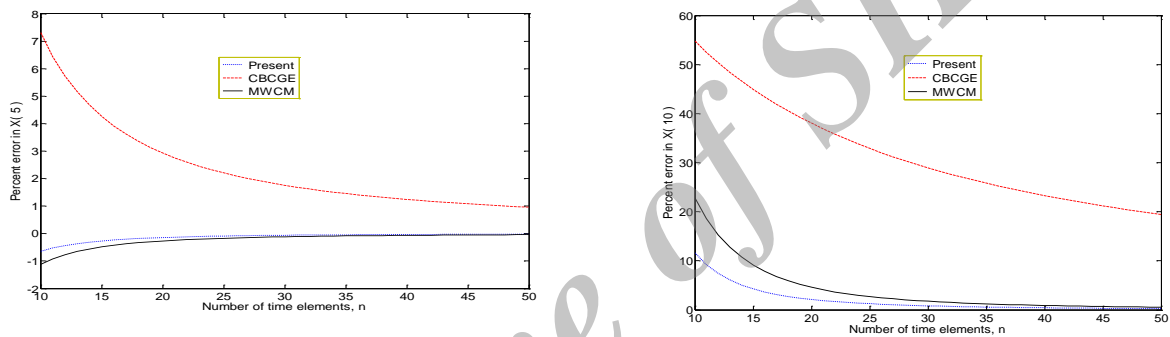 8
7
6
5
4
3
2
1
0
-1
-2
Percent error in X( 5 )
Present
CBCGE
MWCM
10 15 20 25 30 35 40 45 50
Number of time elements, n
60
50
40
30
20
10
0
Percent error in X( 10 )
Present
CBCGE
MWCM
10 15 20 25 30 35 40 45 50
Number of time elements, n
of